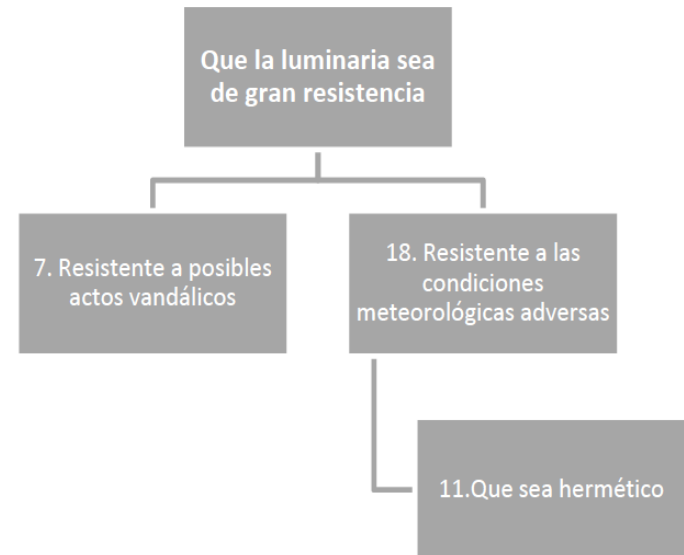 Que la luminaria sea
de gran resistencia
7. Resistente a posibles
actos vandálicos
18. Resistente a las
condiciones
meteorológicas adversas
11.Que sea hermético